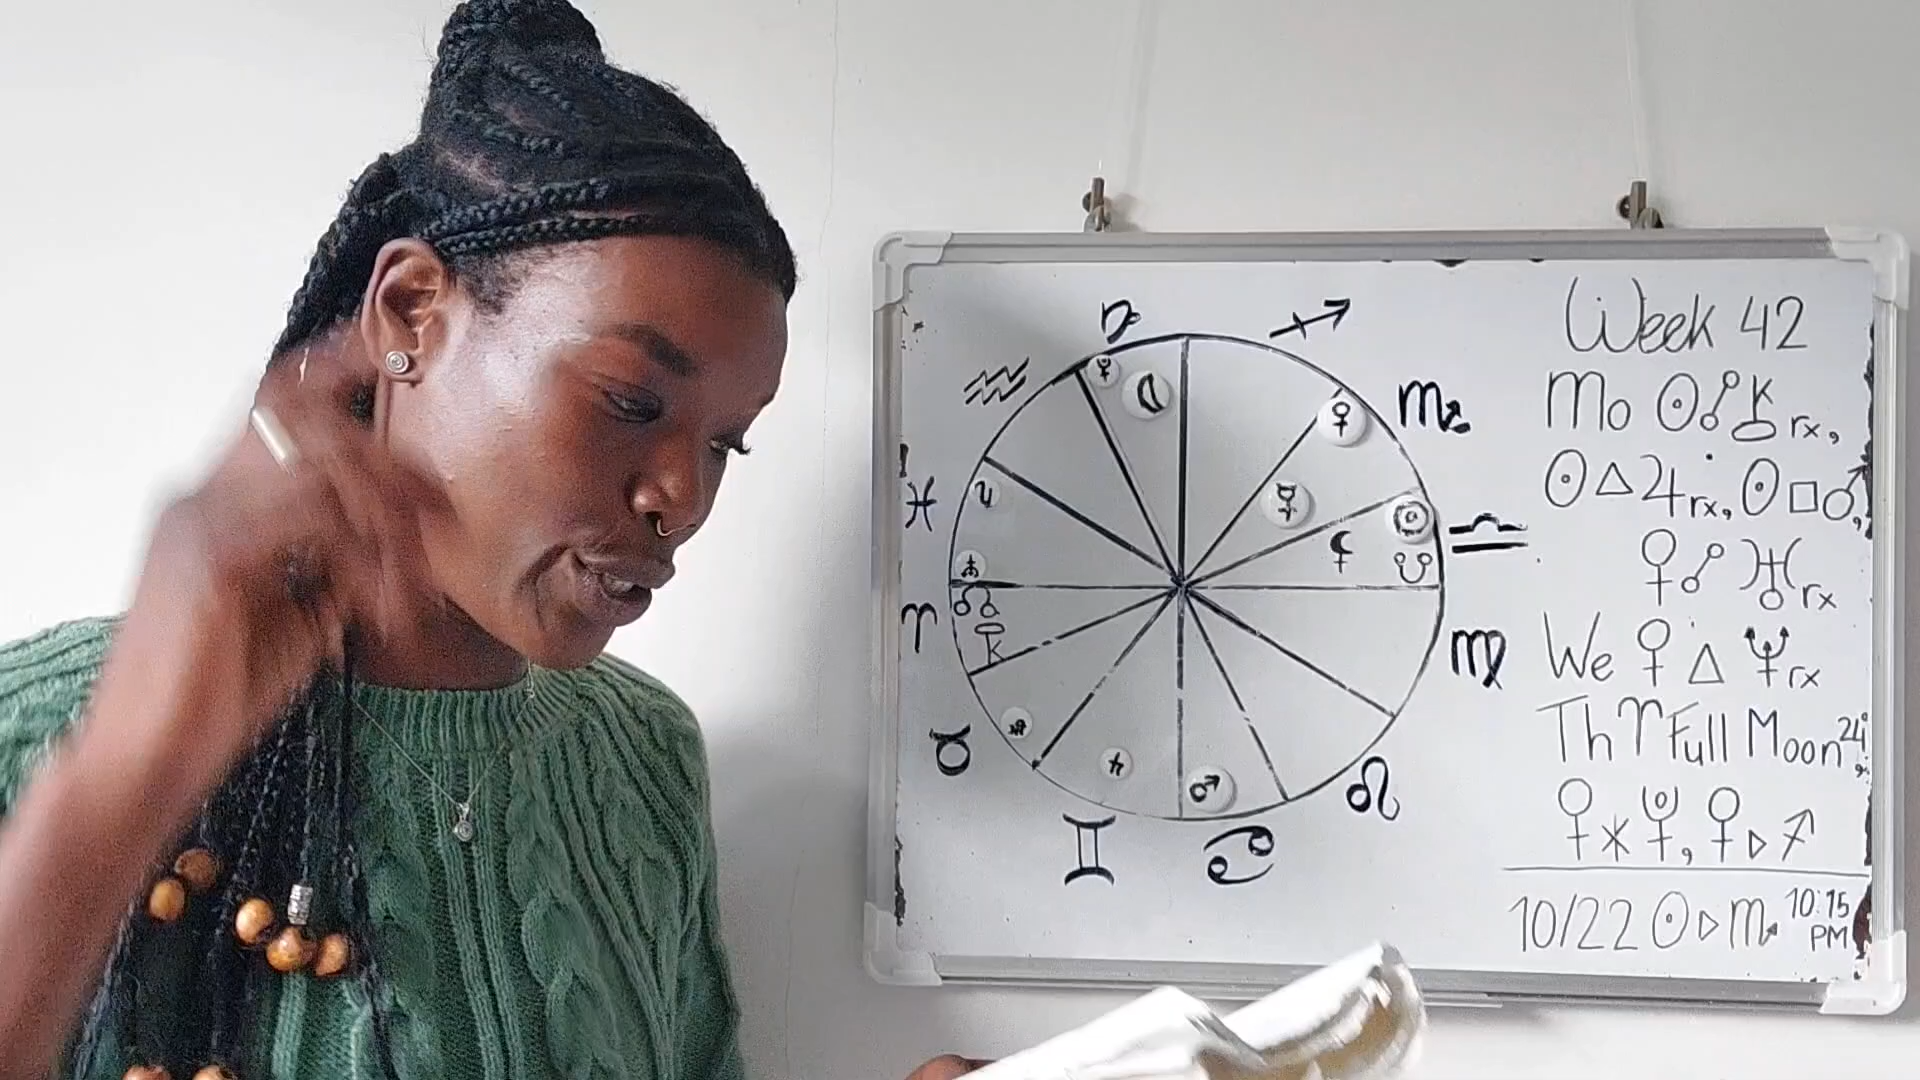 Week 42
Mo ☉☍⚷ rx,
☉△♃ rx, ☉□♂,
♀☍♅ rx
We ♀△♆ rx
Th ♈ Full Moon 24°,
♀⚹⯓, ♀▷♐
10/22 ☉▷♏ 10:15 PM
♑ ♐
♒ ♏
♓ ♎
♈ ♍
♉ ♌
♊ ♋